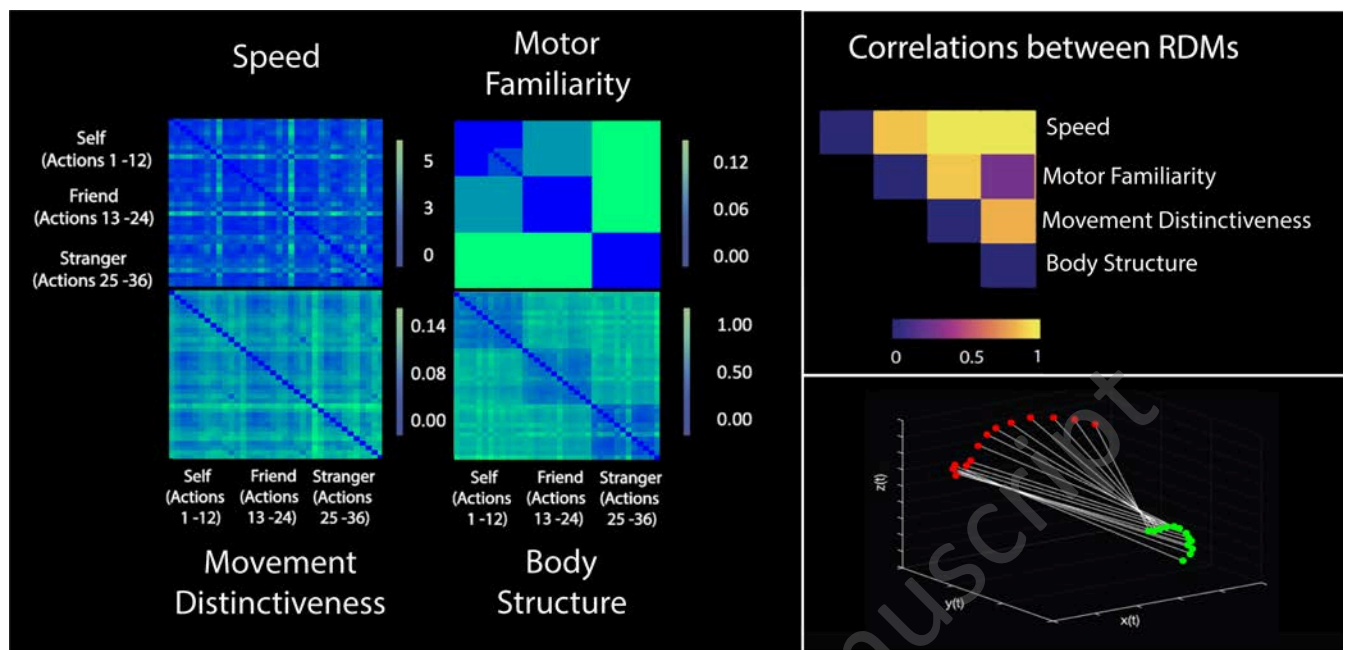 Speed
Motor
Familiarity
Self
(Actions 1 -12)
Friend
(Actions 13 -24)
Stranger
(Actions 25 -36)
5
3
0
0.12
0.06
0.00
0.14
0.08
0.00
1.00
0.50
0.00
Self
(Actions
1 -12)
Friend
(Actions
13 -24)
Stranger
(Actions
25 -36)
Self
(Actions
1 -12)
Friend
(Actions
13 -24)
Stranger
(Actions
25 -36)
Movement
Distinctiveness
Body
Structure
Correlations between RDMs
Speed
Motor Familiarity
Movement Distinctiveness
Body Structure
0 0.5 1
z(t)
y(t)
x(t)
nuscript